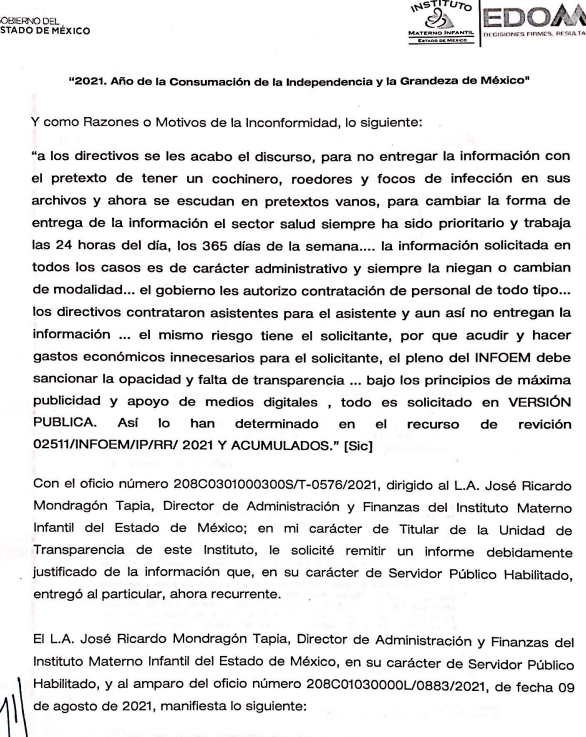 GOBIERNO DEL
ESTADO DE MÉXICO
INSTITUTO
MATERNO INFANTIL
ESTADO DE MÉXICO
EDOM
DECISIONES FIRMES, RESULTA
“2021. Año de la Consumación de la Independencia y la Grandeza de México"
Y como Razones o Motivos de la Inconformidad, lo siguiente:
“a los directivos se les acabo el discurso, para no entregar la información con
el pretexto de tener un cochinero, roedores y focos de infección en sus
archivos y ahora se escudan en pretextos vanos, para cambiar la forma de
entrega de la información el sector salud siempre ha sido prioritario y trabaja
las 24 horas del día, los 365 días de la semana.... la información solicitada en
todos los casos es de carácter administrativo y siempre la niegan o cambian
de modalidad... el gobierno les autorizo contratación de personal de todo tipo...
los directivos contrataron asistentes para el asistente y aun así no entregan la
información ... el mismo riesgo tiene el solicitante, por que acudir y hacer
gastos económicos innecesarios para el solicitante, el pleno del INFOEM debe
sancionar la opacidad y falta de transparencia ... bajo los principios de máxima
publicidad y apoyo de medios digitales , todo es solicitado en VERSIÓN
PUBLICA. Así lo han determinado en el recurso de revición
02511/INFOEM/IP/RR/ 2021 Y ACUMULADOS.” [Sic]
Con el oficio número 208C0301000300S/T-0576/2021, dirigido al L.A. José Ricardo
Mondragón Tapia, Director de Administración y Finanzas del Instituto Materno
Infantil del Estado de México; en mi carácter de Titular de la Unidad de
Transparencia de este Instituto, le solicité remitir un informe debidamente
justificado de la información que, en su carácter de Servidor Público Habilitado,
entregó al particular, ahora recurrente.
El L.A. José Ricardo Mondragón Tapia, Director de Administración y Finanzas del
Instituto Materno Infantil del Estado de México, en su carácter de Servidor Público
Habilitado, y al amparo del oficio número 208C01030000L/0883/2021, de fecha 09
de agosto de 2021, manifiesta lo siguiente: